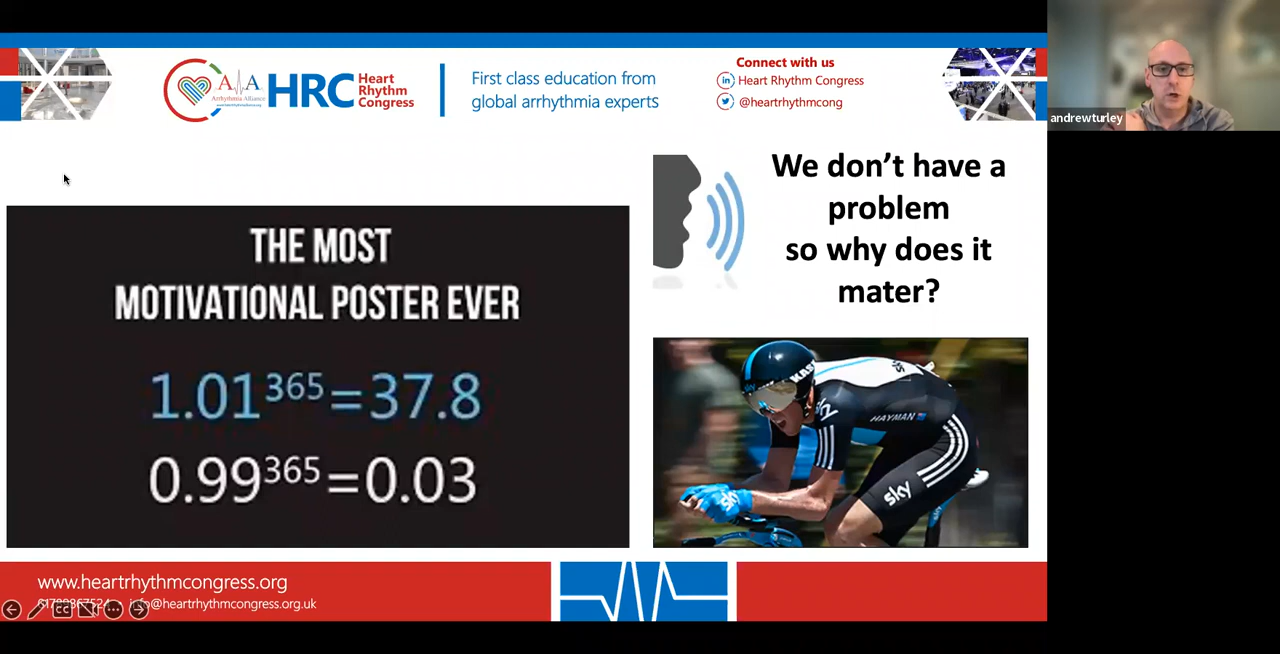 Arrhythmia Alliance
HRC
Heart
Rhythm
Congress
First class education from
global arrhythmia experts
Connect with us
Heart Rhythm Congress
@heartrhythmcong
andrewturley
We don’t have a
problem
so why does it
mater?
THE MOST
MOTIVATIONAL POSTER EVER
1.01³⁶⁵=37.8
0.99³⁶⁵=0.03
HAYMAN
sky
www.heartrhythmcongress.org
info@heartrhythmcongress.org.uk